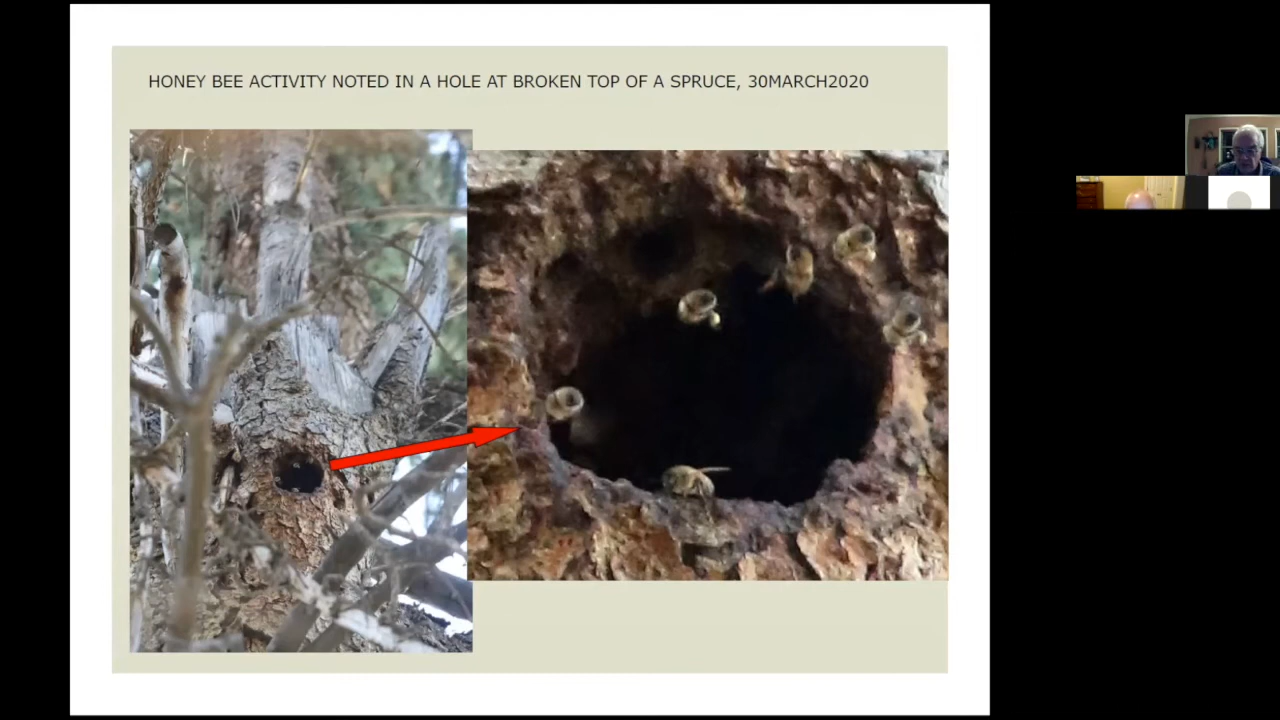 HONEY BEE ACTIVITY NOTED IN A HOLE AT BROKEN TOP OF A SPRUCE, 30MARCH2020